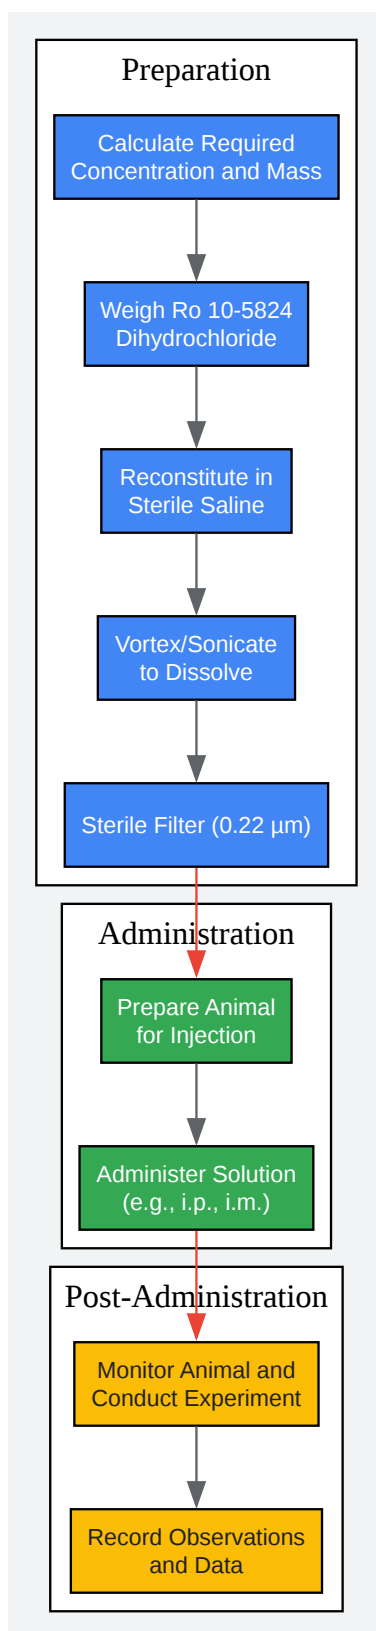 Preparation
Calculate Required
Concentration and Mass
Weigh Ro 10-5824
Dihydrochloride
Reconstitute in
Sterile Saline
Vortex/Sonicate
to Dissolve
Sterile Filter (0.22 µm)
Administration
Prepare Animal
for Injection
Administer Solution
(e.g., i.p., i.m.)
Post-Administration
Monitor Animal and
Conduct Experiment
Record Observations
and Data